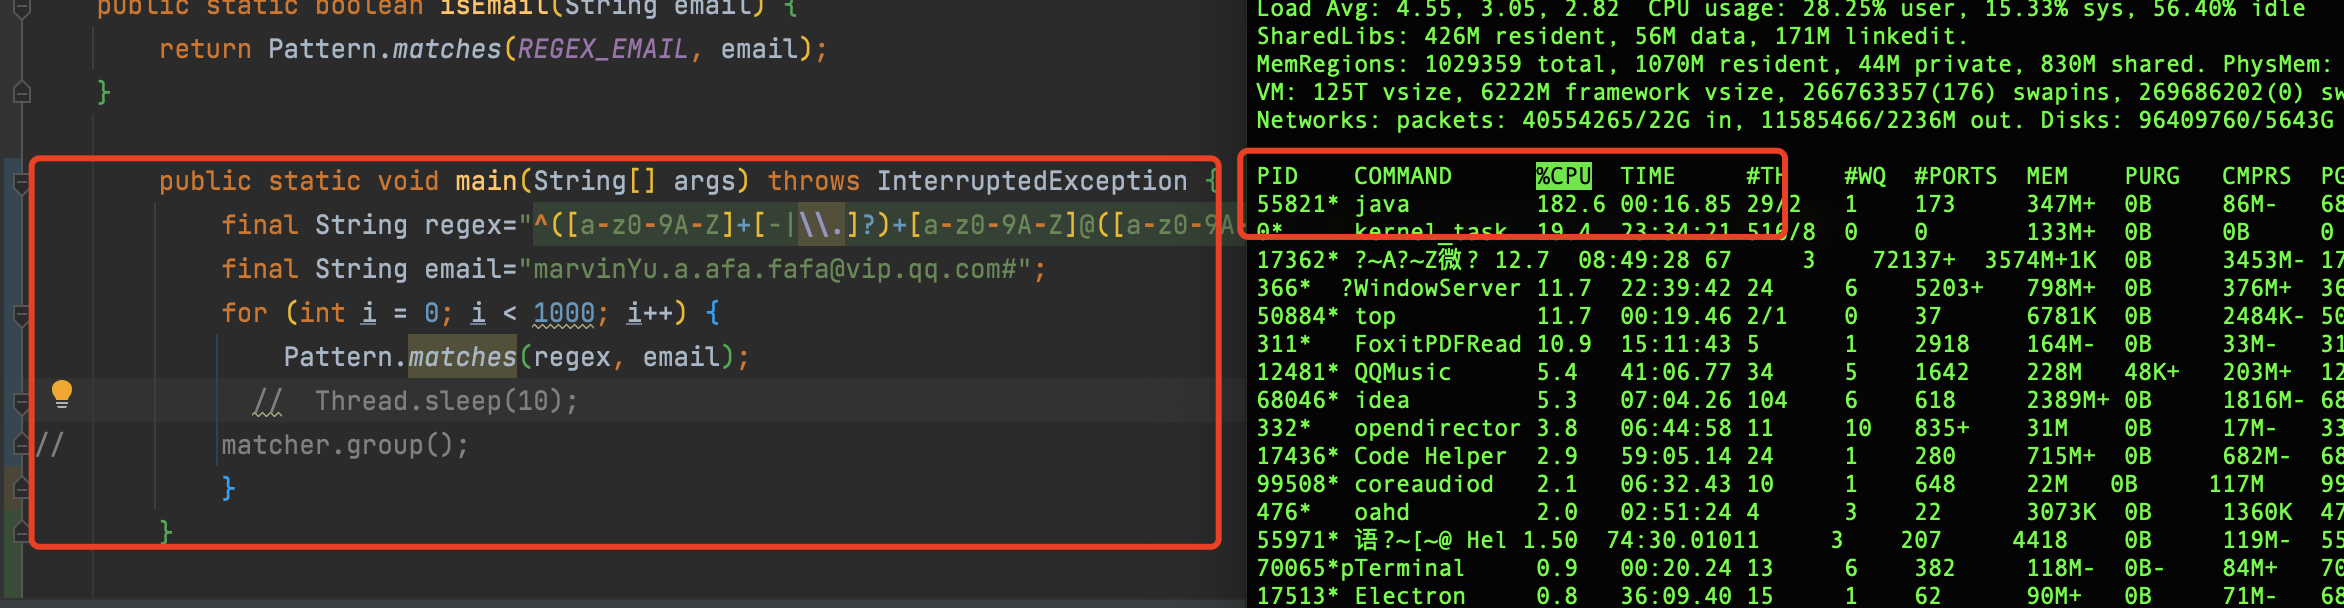 public static boolean isEmail(String email) {
return Pattern.matches(REGEX_EMAIL, email);
}
public static void main(String[] args) throws InterruptedException {
final String regex="^([a-z0-9A-Z]+[-|\\.]?)+[a-z0-9A-Z]@([a-z0-9A
final String email="marvinYu.a.afa.fafa@vip.qq.com#";
for (int i = 0; i < 1000; i++) {
Pattern.matches(regex, email);
// Thread.sleep(10);
// matcher.group();
}
}
Load Avg: 4.55, 3.05, 2.82 CPU usage: 28.25% user, 15.33% sys, 56.40% idle
SharedLibs: 426M resident, 56M data, 171M linkedit.
MemRegions: 1029359 total, 1070M resident, 44M private, 830M shared. PhysMem:
VM: 125T vsize, 6222M framework vsize, 266763357(176) swapins, 269686202(0) sw
Networks: packets: 40554265/22G in, 11585466/2236M out. Disks: 96409760/5643G
PID COMMAND %CPU TIME #TH #WQ #PORTS MEM PURG CMPRS PG
55821* java 182.6 00:16.85 29/2 1 173 347M+ 0B 86M- 68
0* kernel_task 19.4 23:34:21 516/8 0 0 133M+ 0B 0B 0
17362* ?~A?~Z微? 12.7 08:49:28 67 3 72137+ 3574M+1K 0B 3453M- 17
366* ?WindowServer 11.7 22:39:42 24 6 5203+ 798M+ 0B 376M+ 36
50884* top 11.7 00:19.46 2/1 0 37 6781K 0B 2484K- 50
311* FoxitPDFRead 10.9 15:11:43 5 1 2918 164M- 0B 33M- 31
12481* QQMusic 5.4 41:06.77 34 5 1642 228M 48K+ 203M+ 12
68046* idea 5.3 07:04.26 104 6 618 2389M+ 0B 1816M- 68
332* opendirector 3.8 06:44:58 11 10 835+ 31M 0B 17M- 33
17436* Code Helper 2.9 59:05.14 24 1 280 715M+ 0B 682M- 68
99508* coreaudiod 2.1 06:32.43 10 1 648 22M 0B 117M 99
476* oahd 2.0 02:51:24 4 3 22 3073K 0B 1360K 47
55971* 语?~[~@ Hel 1.50 74:30.01011 3 207 4418 0B 119M- 55
70065*pTerminal 0.9 00:20.24 13 6 382 118M- 0B- 84M+ 70
17513* Electron 0.8 36:09.40 15 1 62 90M+ 0B 71M- 68